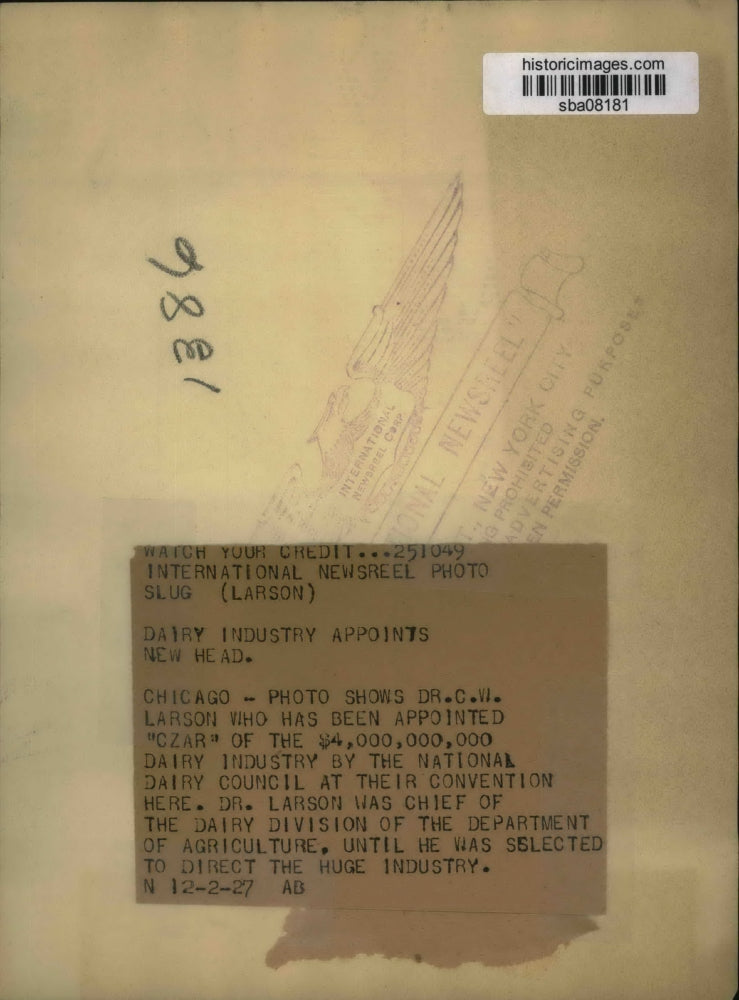 historicimages.com
sba08181
1386
INTERNATIONAL
NEWSREEL CORP
IONAL NEWSREEL"
NEW YORK CITY
G PROHIBITED
ADVERTISING PURPOSES
EN PERMISSION.
WATCH YOUR CREDIT...251049
INTERNATIONAL NEWSREEL PHOTO
SLUG (LARSON)
DAIRY INDUSTRY APPOINTS
NEW HEAD.
CHICAGO - PHOTO SHOWS DR.C.W.
LARSON WHO HAS BEEN APPOINTED
"CZAR" OF THE $4,000,000,000
DAIRY INDUSTRY BY THE NATIONAL
DAIRY COUNCIL AT THEIR CONVENTION
HERE. DR. LARSON WAS CHIEF OF
THE DAIRY DIVISION OF THE DEPARTMENT
OF AGRICULTURE, UNTIL HE WAS SELECTED
TO DIRECT THE HUGE INDUSTRY.
N 12-2-27 AB